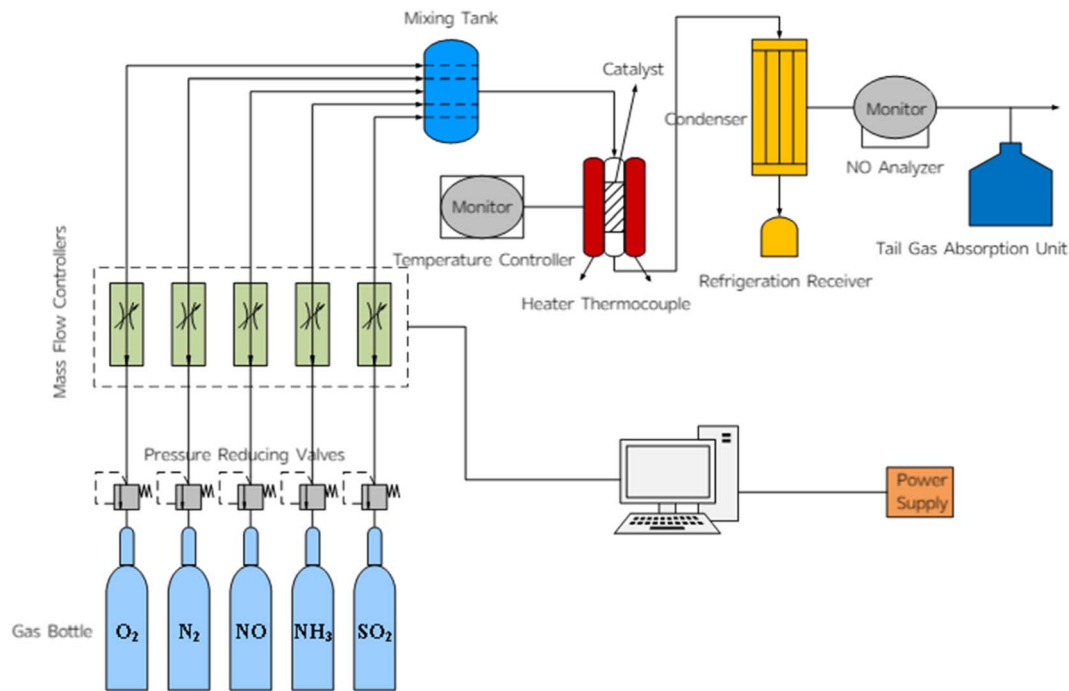 Mixing Tank
Catalyst
Condenser
Monitor
NO Analyzer
Tail Gas Absorption Unit
Monitor
Temperature Controller
Heater Thermocouple
Refrigeration Receiver
Mass Flow Controllers
Pressure Reducing Valves
Power
Supply
Gas Bottle
O₂
N₂
NO
NH₃
SO₂